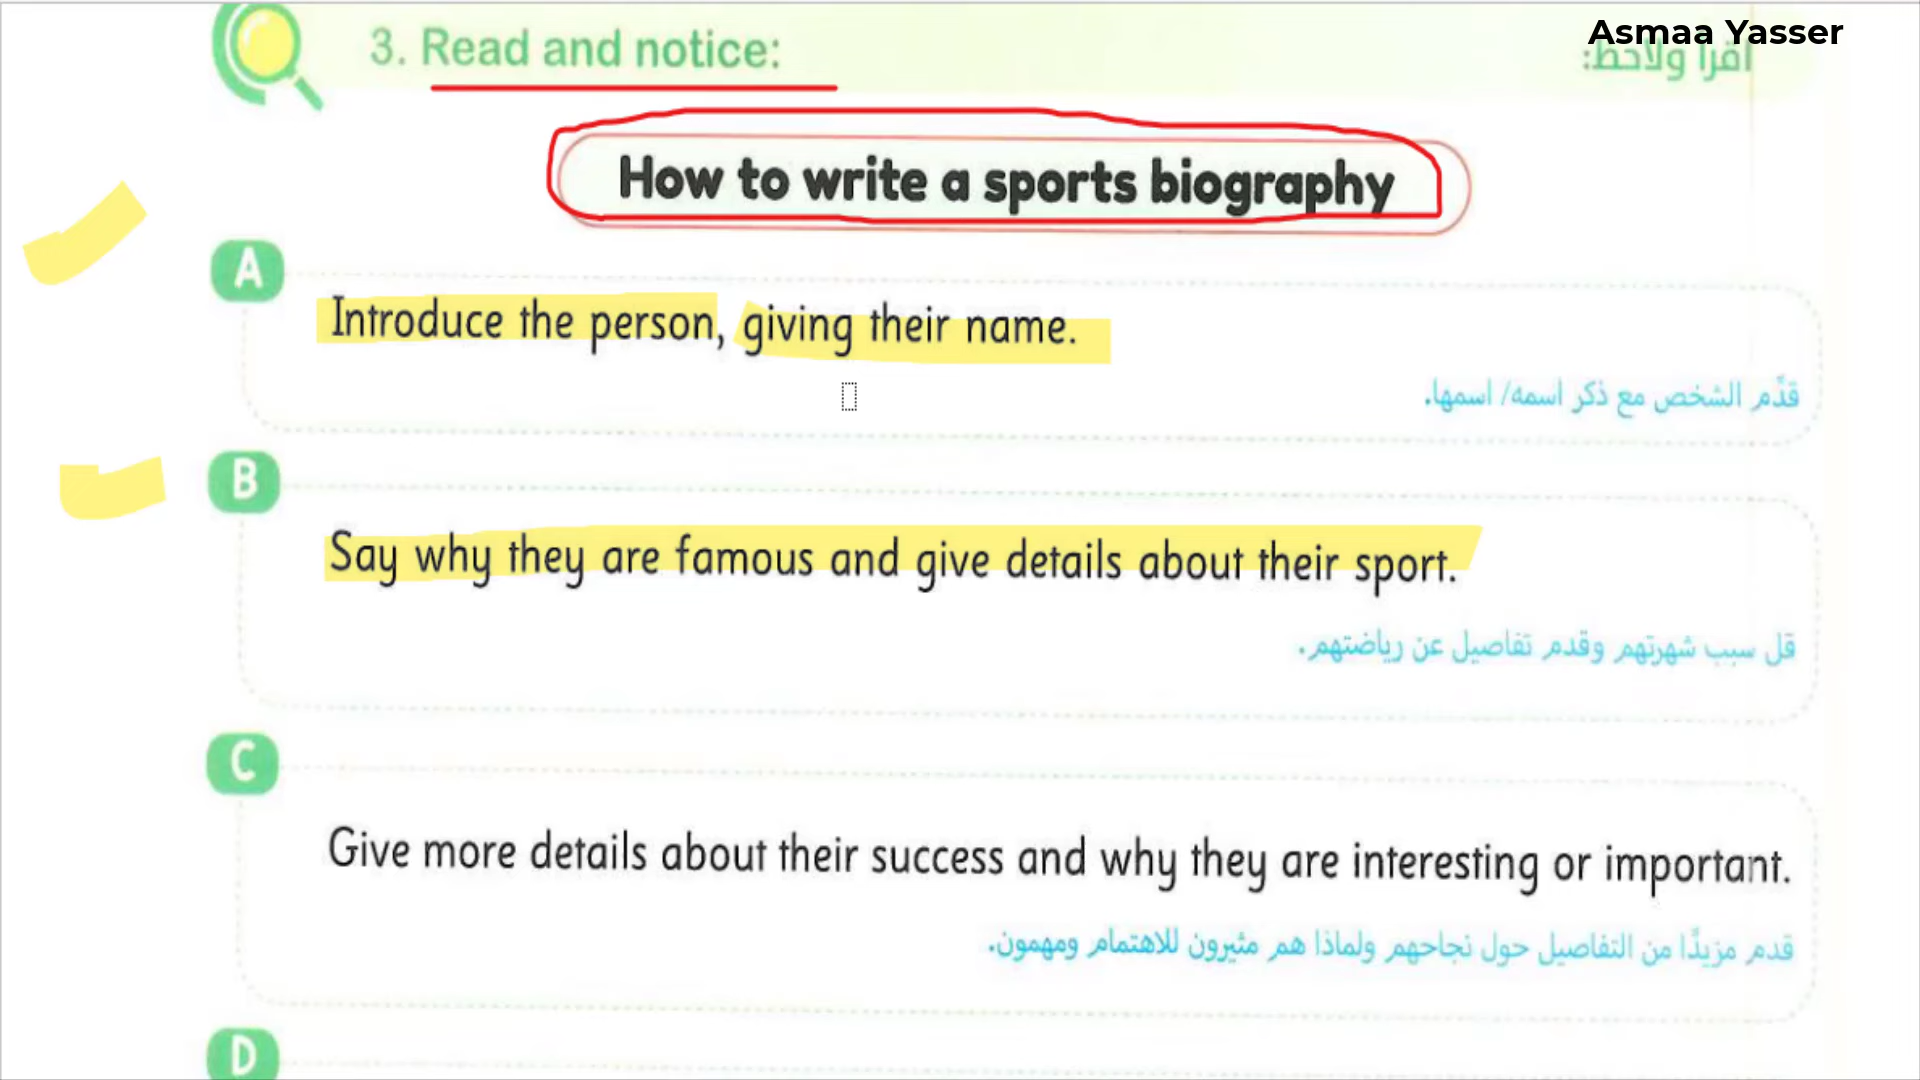 Asmaa Yasser
3. Read and notice:
اقرأ ولاحظ:
How to write a sports biography
A
Introduce the person, giving their name.
قدِّم الشخص مع ذكر اسمه/ اسمها.
B
Say why they are famous and give details about their sport.
قل سبب شهرتهم وقدم تفاصيل عن رياضتهم.
C
Give more details about their success and why they are interesting or important.
قدم مزيدًا من التفاصيل حول نجاحهم ولماذا هم مثيرون للاهتمام ومهمون.
D